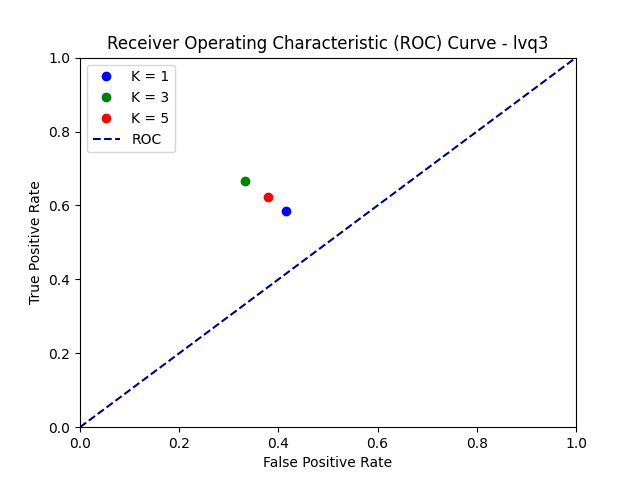 Receiver Operating Characteristic (ROC) Curve - lvq3
K = 1
K = 3
K = 5
ROC
True Positive Rate
1.0
0.8
0.6
0.4
0.2
0.0
0.0 0.2 0.4 0.6 0.8 1.0
False Positive Rate